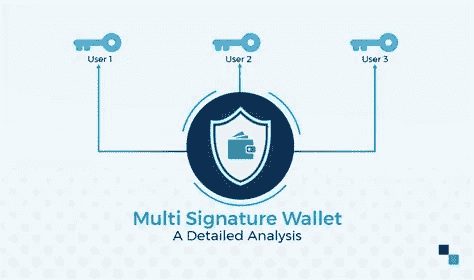 User 1
User 2
User 3
Multi Signature Wallet
A Detailed Analysis